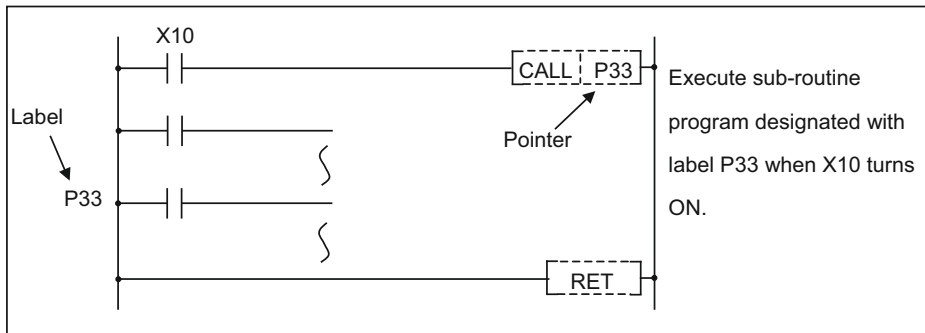 X10
CALL P33
Label
Pointer
P33
RET
Execute sub-routine
program designated with
label P33 when X10 turns
ON.